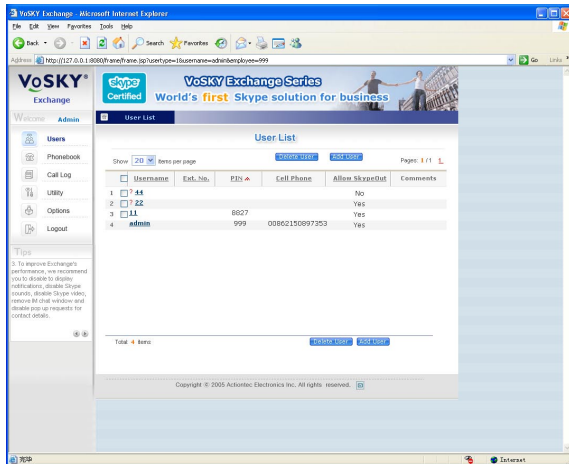 VoSKY Exchange - Microsoft Internet Explorer
File Edit View Favorites Tools Help
Back Search Favorites
Address http://127.0.0.1:8080/frame/frame.jsp?usertype=1&username=admin&employee=999 Go Links
VoSKY®
Exchange
skype Certified
VoSKY Exchange Series
World's first Skype solution for business
Welcome Admin
Users
Phonebook
Call Log
Utility
Options
Logout
Tips
3. To improve Exchange's
performance, we recommend
you to disable to display
notifications, disable Skype
sounds, disable Skype video,
remove IM chat window and
disable pop up requests for
contact details.
User List
User List
Show 20 items per page Delete User Add User Pages: 1 / 1 1
Username Ext. No. PIN Cell Phone Allow SkypeOut Comments
1 ? 44 No
2 ? 22 Yes
3 11 8827 Yes
4 admin 999 00862150897353 Yes
Total 4 items Delete User Add User
Copyright © 2005 Actiontec Electronics Inc. All rights reserved.
完毕 Internet